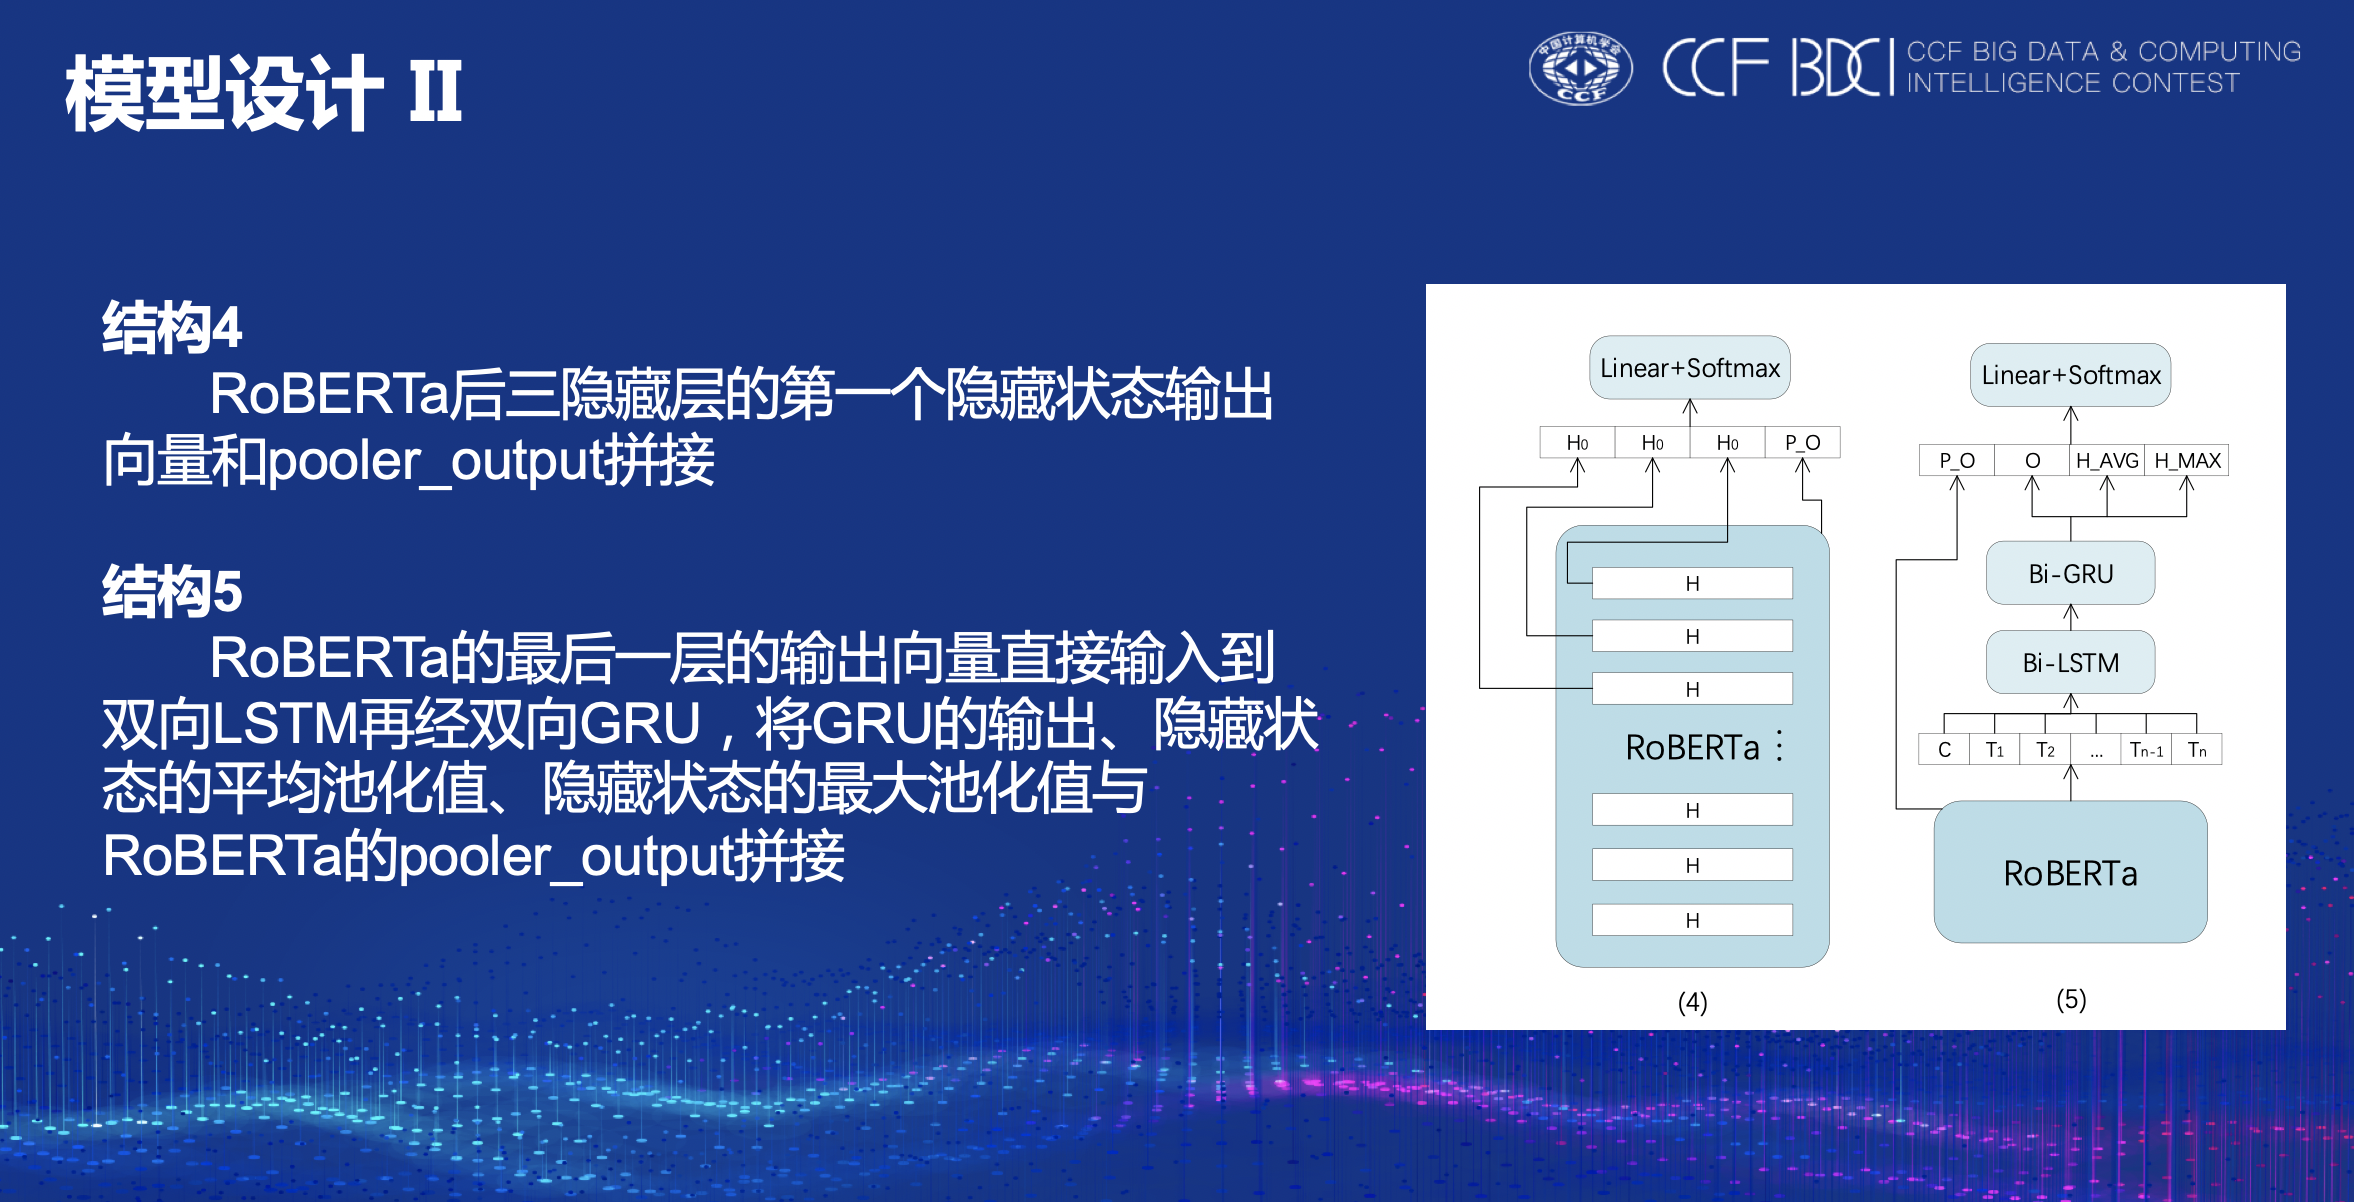 模型设计 II
中国计算机学会
CCF
CCF BDCI
CCF BIG DATA & COMPUTING
INTELLIGENCE CONTEST
结构4
RoBERTa后三隐藏层的第一个隐藏状态输出
向量和pooler_output拼接
结构5
RoBERTa的最后一层的输出向量直接输入到
双向LSTM再经双向GRU，将GRU的输出、隐藏状
态的平均池化值、隐藏状态的最大池化值与
RoBERTa的pooler_output拼接
Linear+Softmax
H0 H0 H0 P_O
H
H
H
RoBERTa ⋮
H
H
H
(4)
Linear+Softmax
P_O O H_AVG H_MAX
Bi-GRU
Bi-LSTM
C T1 T2 ... Tn-1 Tn
RoBERTa
(5)